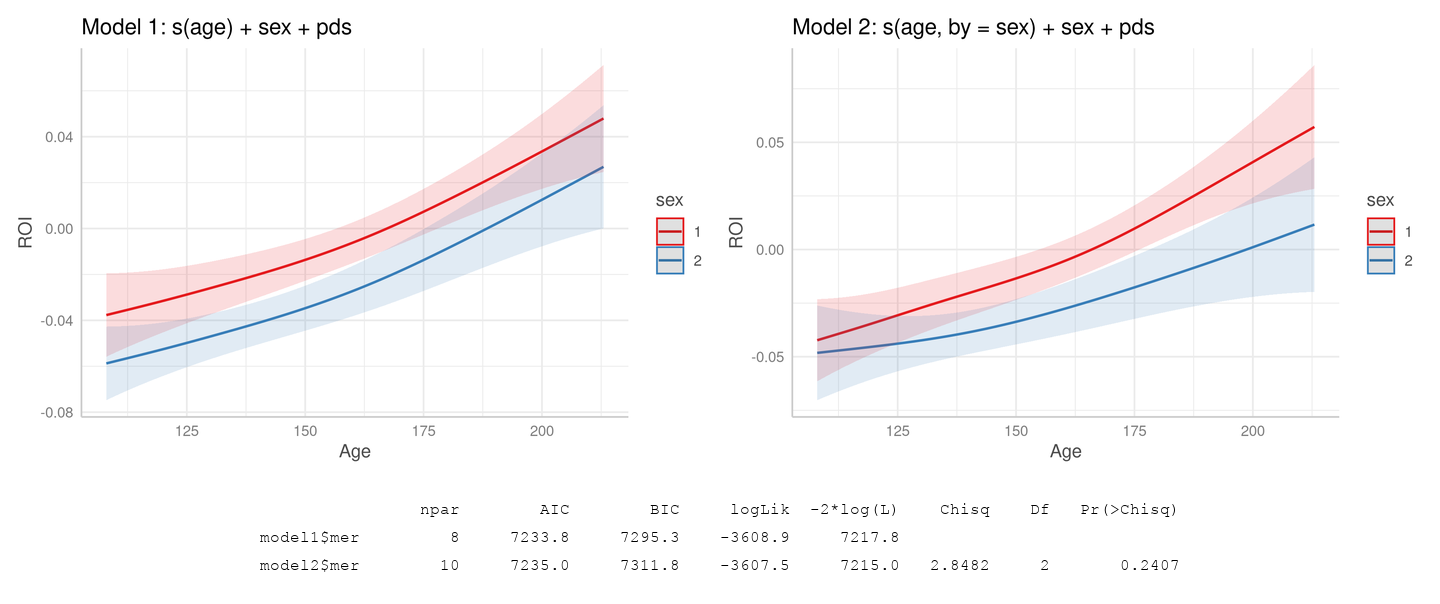 Model 1: s(age) + sex + pds
0.04
0.00
-0.04
-0.08
ROI
125 150 175 200
Age
sex
1
2
Model 2: s(age, by = sex) + sex + pds
0.05
0.00
-0.05
ROI
125 150 175 200
Age
sex
1
2
npar AIC BIC logLik -2*log(L) Chisq Df Pr(>Chisq)
model1$mer 8 7233.8 7295.3 -3608.9 7217.8
model2$mer 10 7235.0 7311.8 -3607.5 7215.0 2.8482 2 0.2407